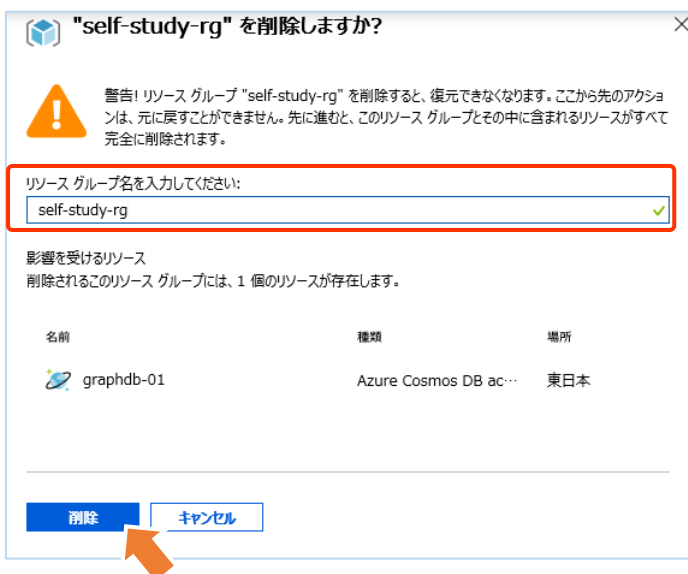 "self-study-rg" を削除しますか?
警告! リソース グループ "self-study-rg" を削除すると、復元できなくなります。ここから先のアクショ
ンは、元に戻すことができません。先に進むと、このリソース グループとその中に含まれるリソースがすべて
完全に削除されます。
リソース グループ名を入力してください:
self-study-rg
影響を受けるリソース
削除されるこのリソース グループには、1 個のリソースが存在します。
名前 種類 場所
graphdb-01 Azure Cosmos DB ac… 東日本
削除 キャンセル